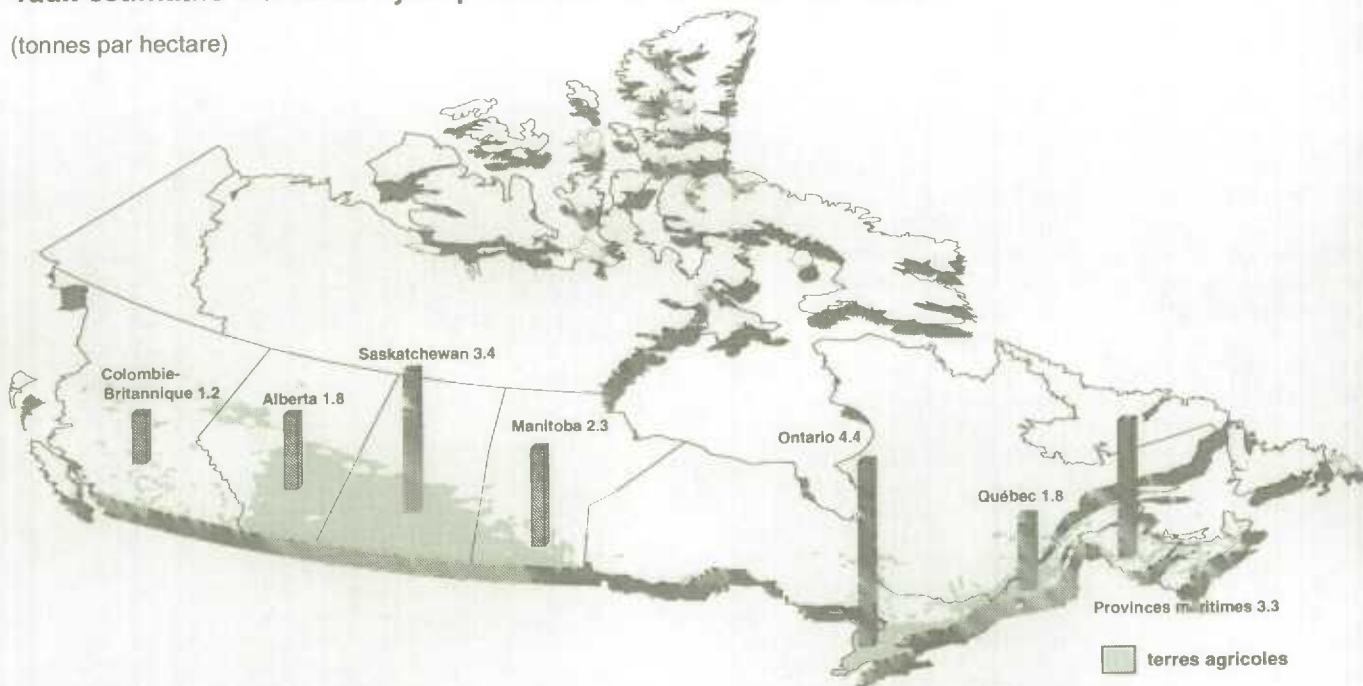 (tonnes par hectare)
Saskatchewan 3.4
Colombie-
Britannique 1.2
Alberta 1.8
Manitoba 2.3
Ontario 4.4
Québec 1.8
Provinces maritimes 3.3
terres agricoles